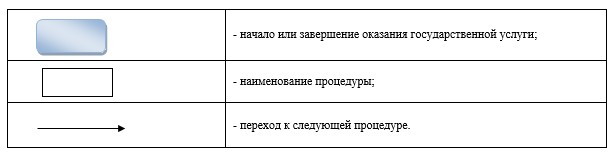 - начало или завершение оказания государственной услуги;
- наименование процедуры;
- переход к следующей процедуре.